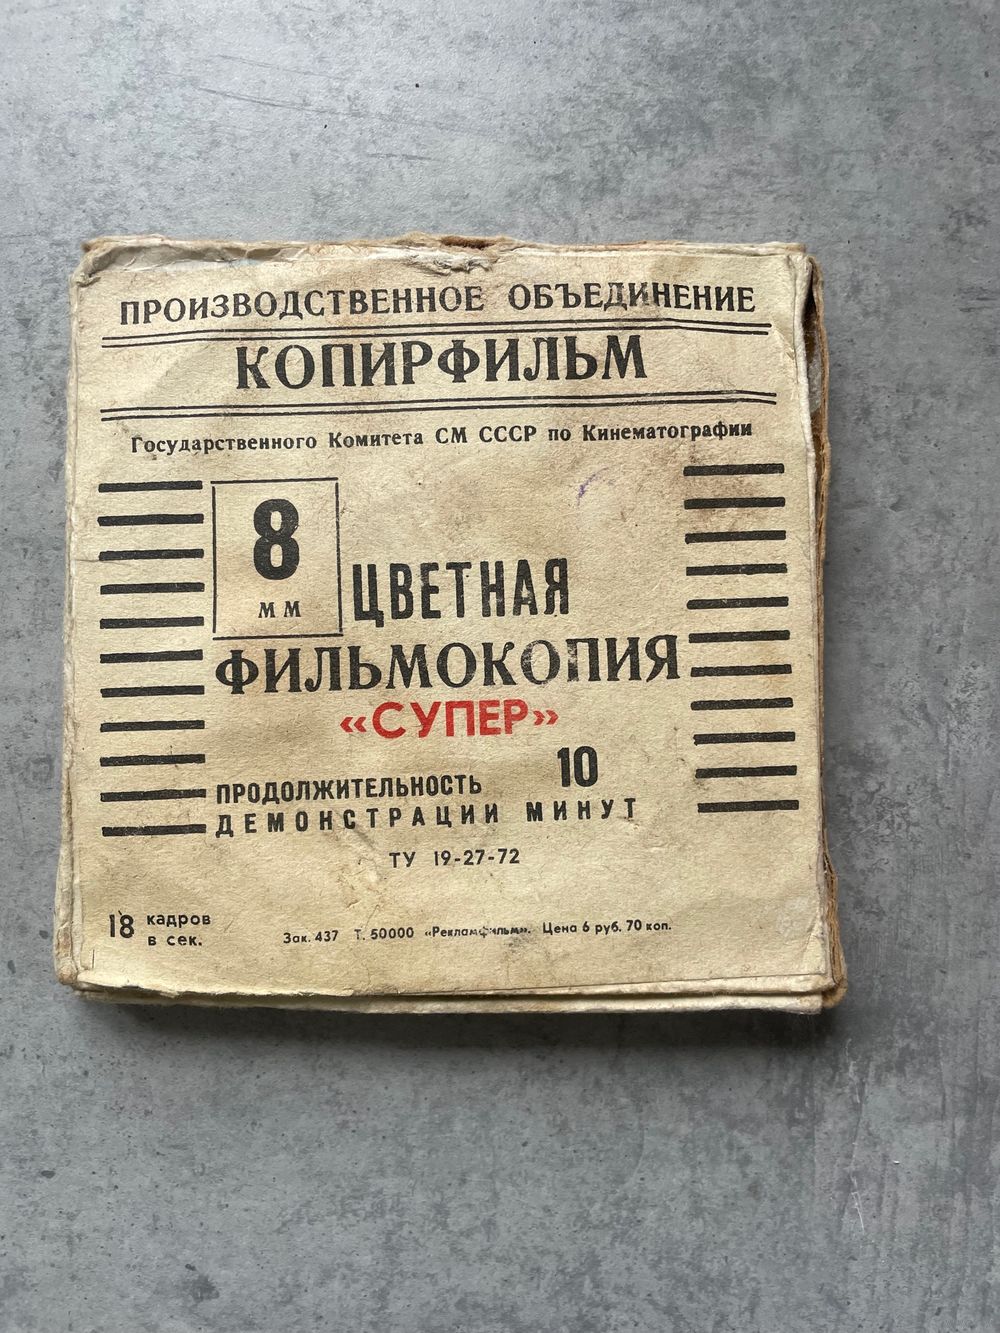 ПРОИЗВОДСТВЕННОЕ ОБЪЕДИНЕНИЕ
КОПИРФИЛЬМ
Государственного Комитета СМ СССР по Кинематографии
8
мм
ЦВЕТНАЯ
ФИЛЬМОКОПИЯ
«СУПЕР»
ПРОДОЛЖИТЕЛЬНОСТЬ 10
ДЕМОНСТРАЦИИ МИНУТ
ТУ 19-27-72
18 кадров
в сек.
Зак. 437 Т. 50000 «Рекламфильм». Цена 6 руб. 70 коп.